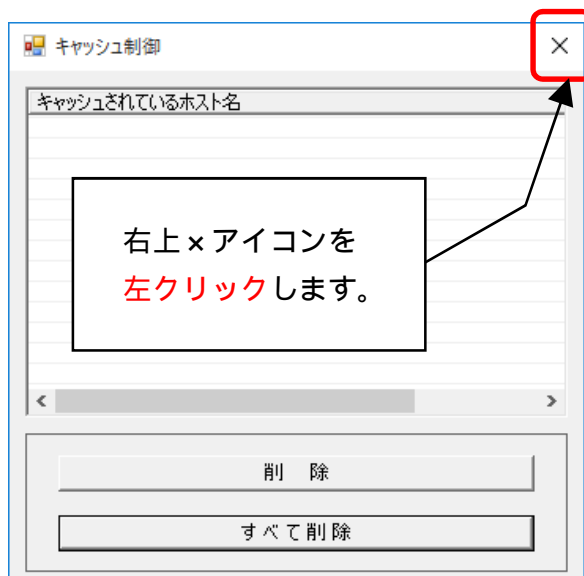 キャッシュ制御
キャッシュされているホスト名
右上×アイコンを
左クリックします。
削 除
すべて削除